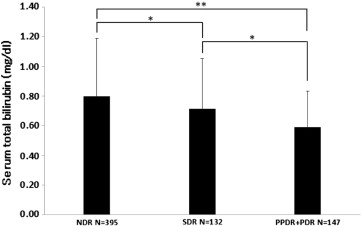 1.40
**
1.20
*
*
1.00
0.80
0.60
0.40
0.20
0.00
Serum total bilirubin (mg/dl)
NDR N=395
SDR N=132
PPDR+PDR N=147